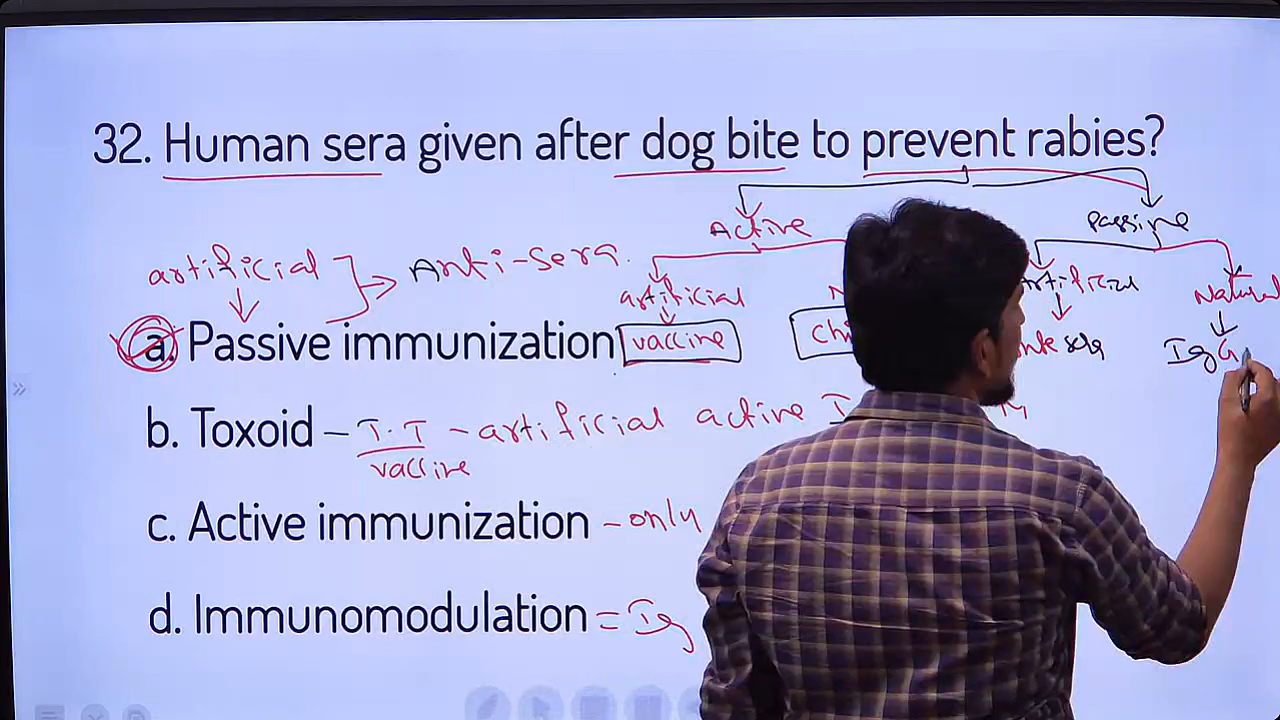 32. Human sera given after dog bite to prevent rabies?
Active
Passive
artificial
Anti-sera.
artificial
artificial
Natural
a. Passive immunization
vaccine
IgG
b. Toxoid – T.T – artificial active
vaccine
c. Active immunization – only
d. Immunomodulation = Ig